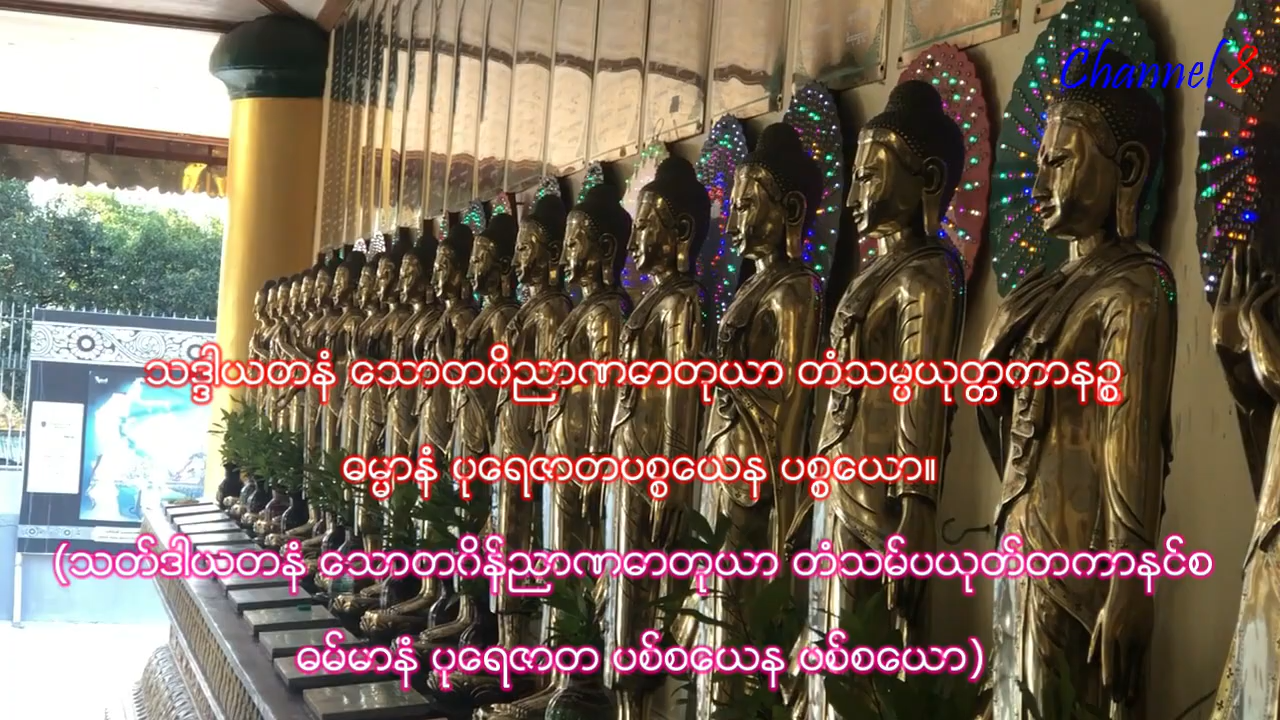 Channel 8
သဒ္ဒါယတနံ သောတဝိညာဏဓာတုယာ တံသမ္ပယုတ္တကာနဉ္စ
ဓမ္မာနံ ပုရေဇာတပစ္စယေန ပစ္စယော။
(သတ်ဒါယတနံ သောတဝိန်ညာဏဓာတုယာ တံသမ်ပယုတ်တကာနင်စ
ဓမ်မာနံ ပုရေဇာတ ပစ်စယေန ပစ်စယော)